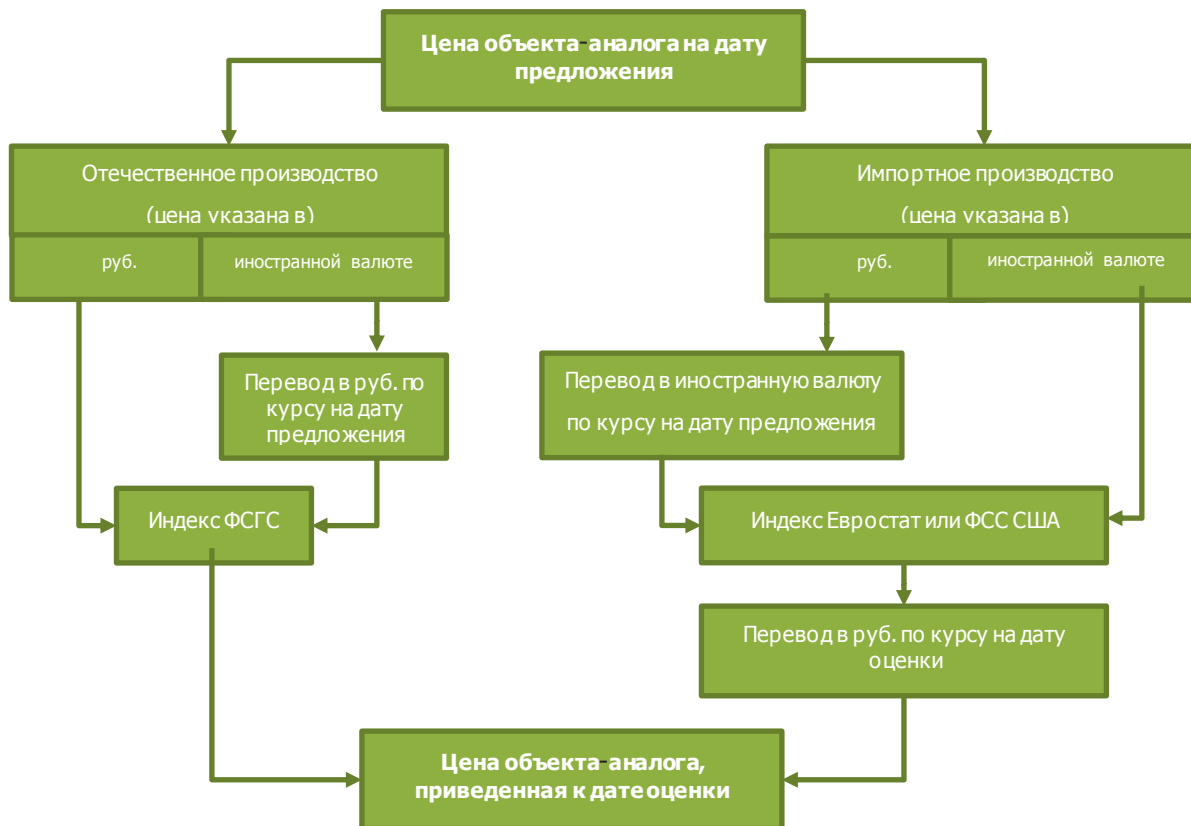 Цена объекта-аналога на дату
предложения
Отечественное производство
(цена указана в)
Импортное производство
(цена указана в)
руб.
иностранной валюте
руб.
иностранной валюте
Перевод в руб. по
курсу на дату
предложения
Перевод в иностранную валюту
по курсу на дату предложения
Индекс ФСГС
Индекс Евростат или ФСС США
Перевод в руб. по курсу на дату
оценки
Цена объекта-аналога,
приведенная к дате оценки